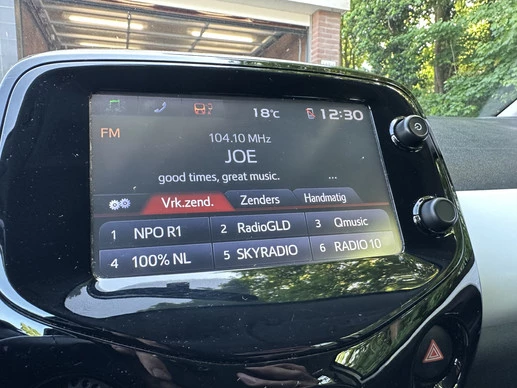 18°C 12:30
FM
104.10 MHz
JOE
good times, great music.
...
Vrk.zend. Zenders Handmatig
1 NPO R1 2 RadioGLD 3 Qmusic
4 100% NL 5 SKYRADIO 6 RADIO 10